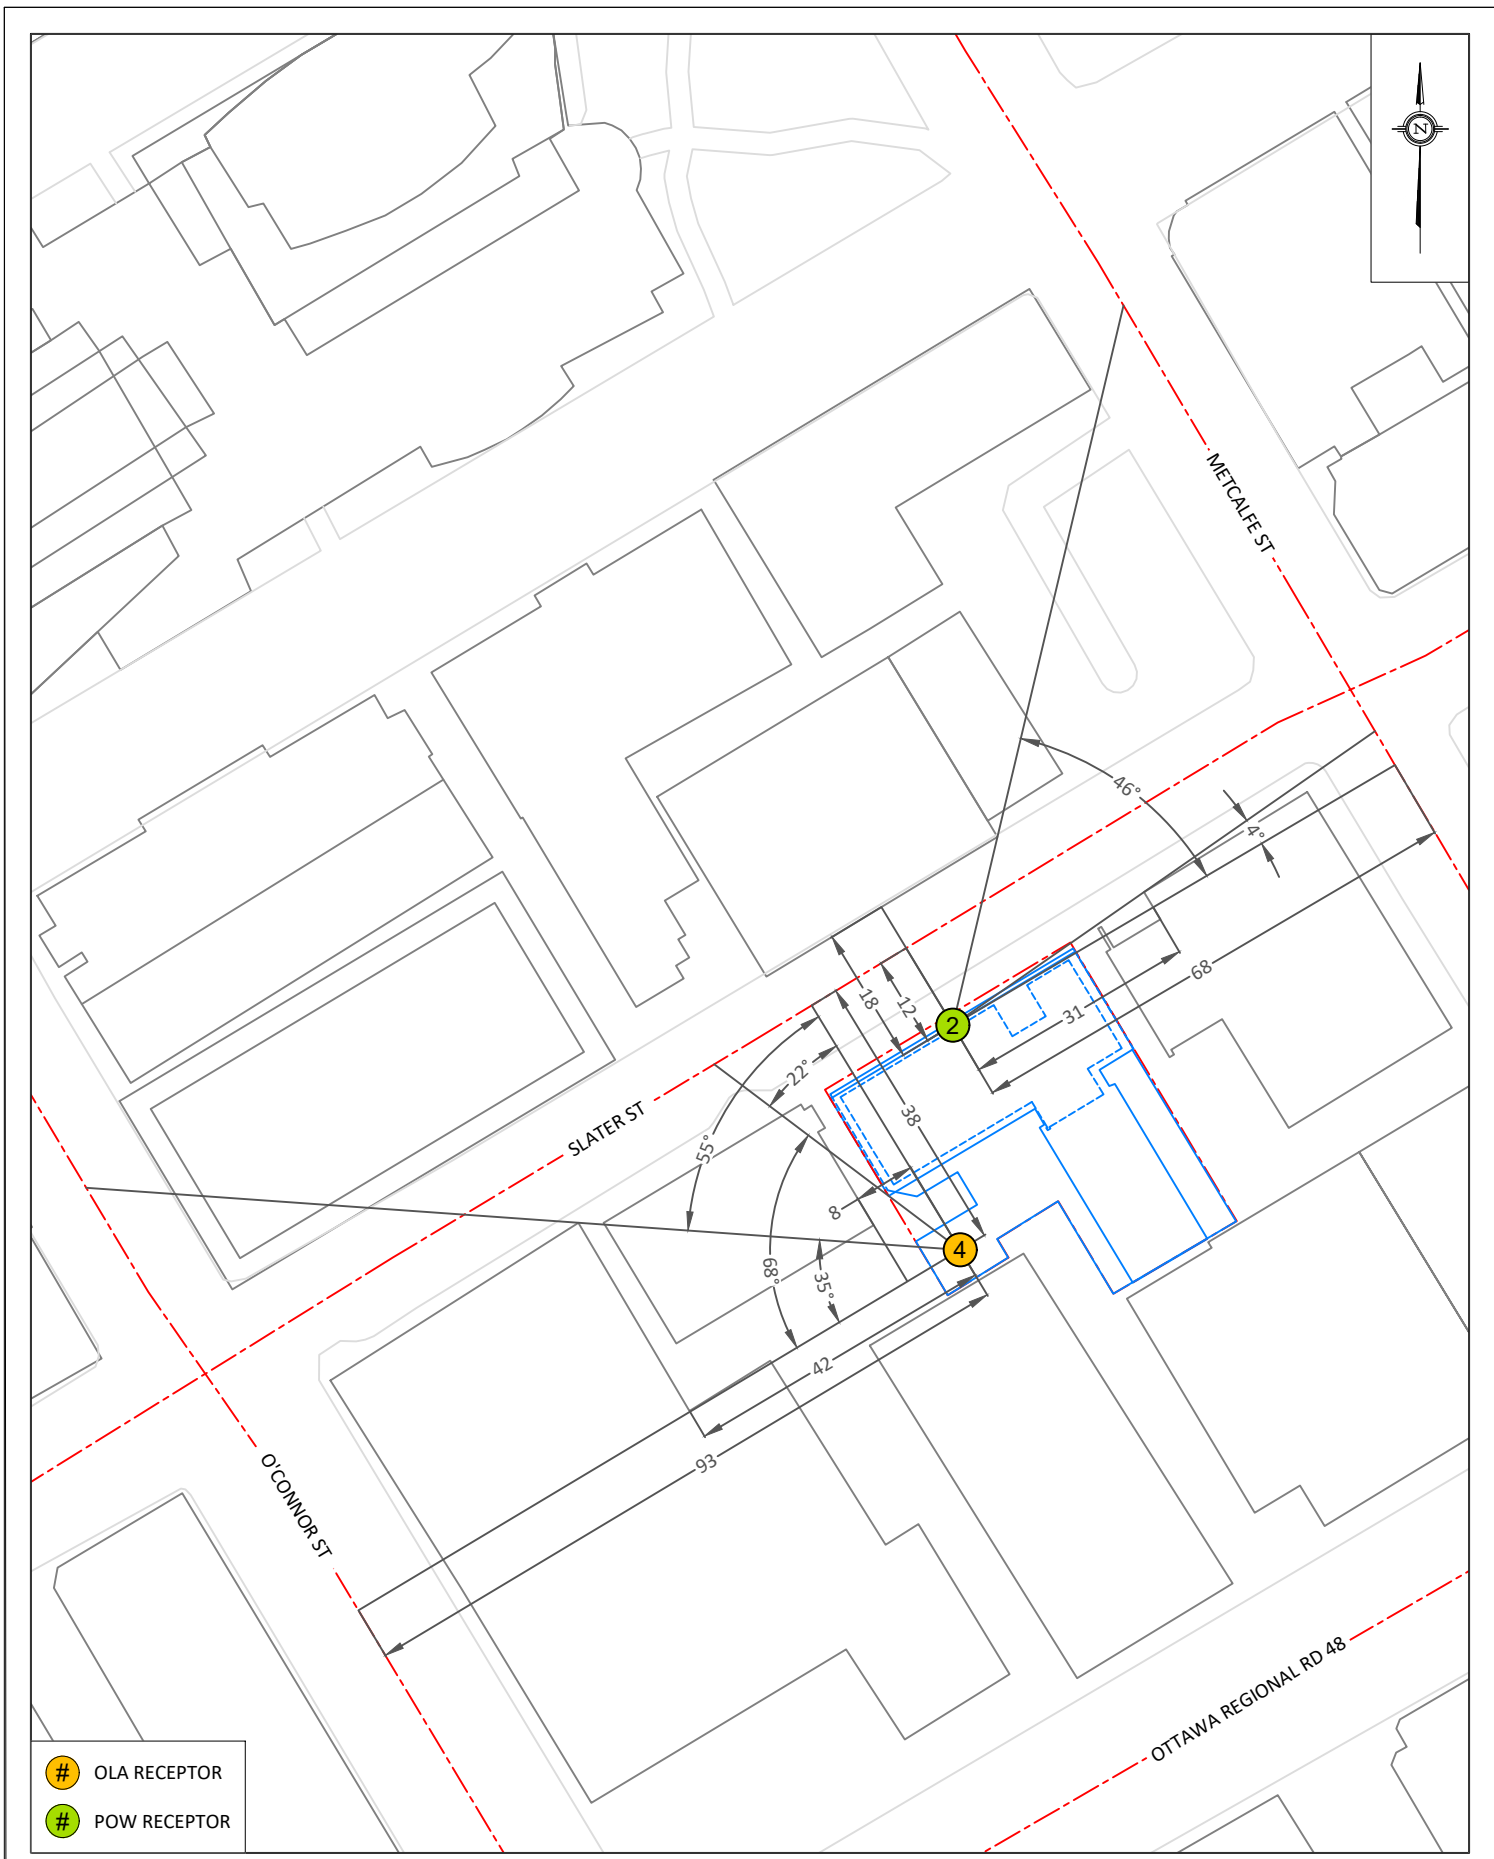 N
METCALFE ST
46°
4°
68
31
18
12
2
22°
38
55°
SLATER ST
8
4
68°
35°
42
93
O'CONNOR ST
OTTAWA REGIONAL RD 48
# OLA RECEPTOR
# POW RECEPTOR